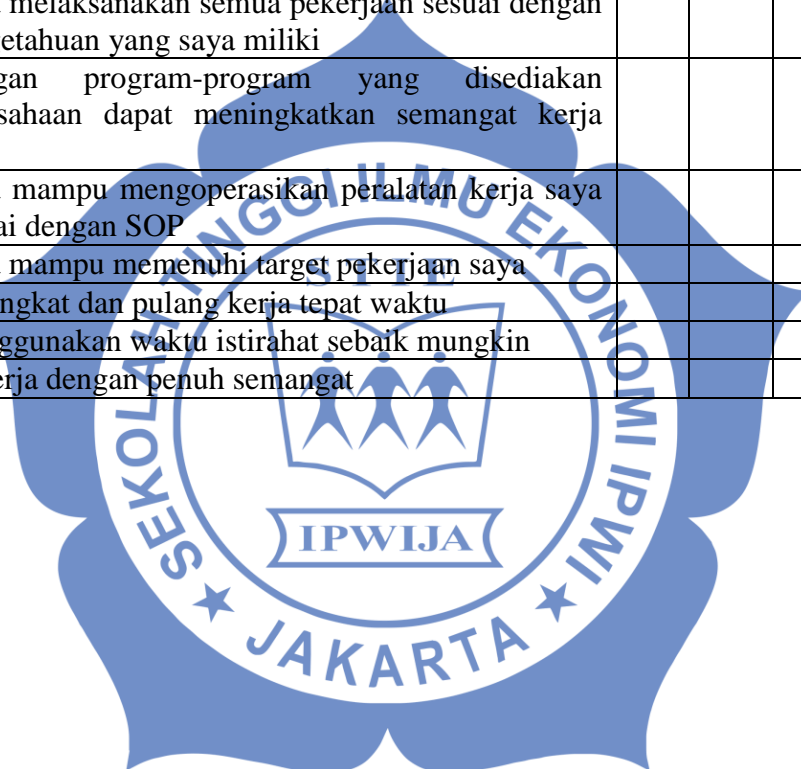 melaksanakan semua pekerjaan sesuai dengan
getahuan yang saya miliki
gan program-program yang disediakan
sahaan dapat meningkatkan semangat kerja
mampu mengoperasikan peralatan kerja saya
ai dengan SOP
mampu memenuhi target pekerjaan saya
ngkat dan pulang kerja tepat waktu
ggunakan waktu istirahat sebaik mungkin
erja dengan penuh semangat
SEKOLAH TINGGI ILMU EKONOMI IPWI
STIE
IPWIJA
★ JAKARTA ★